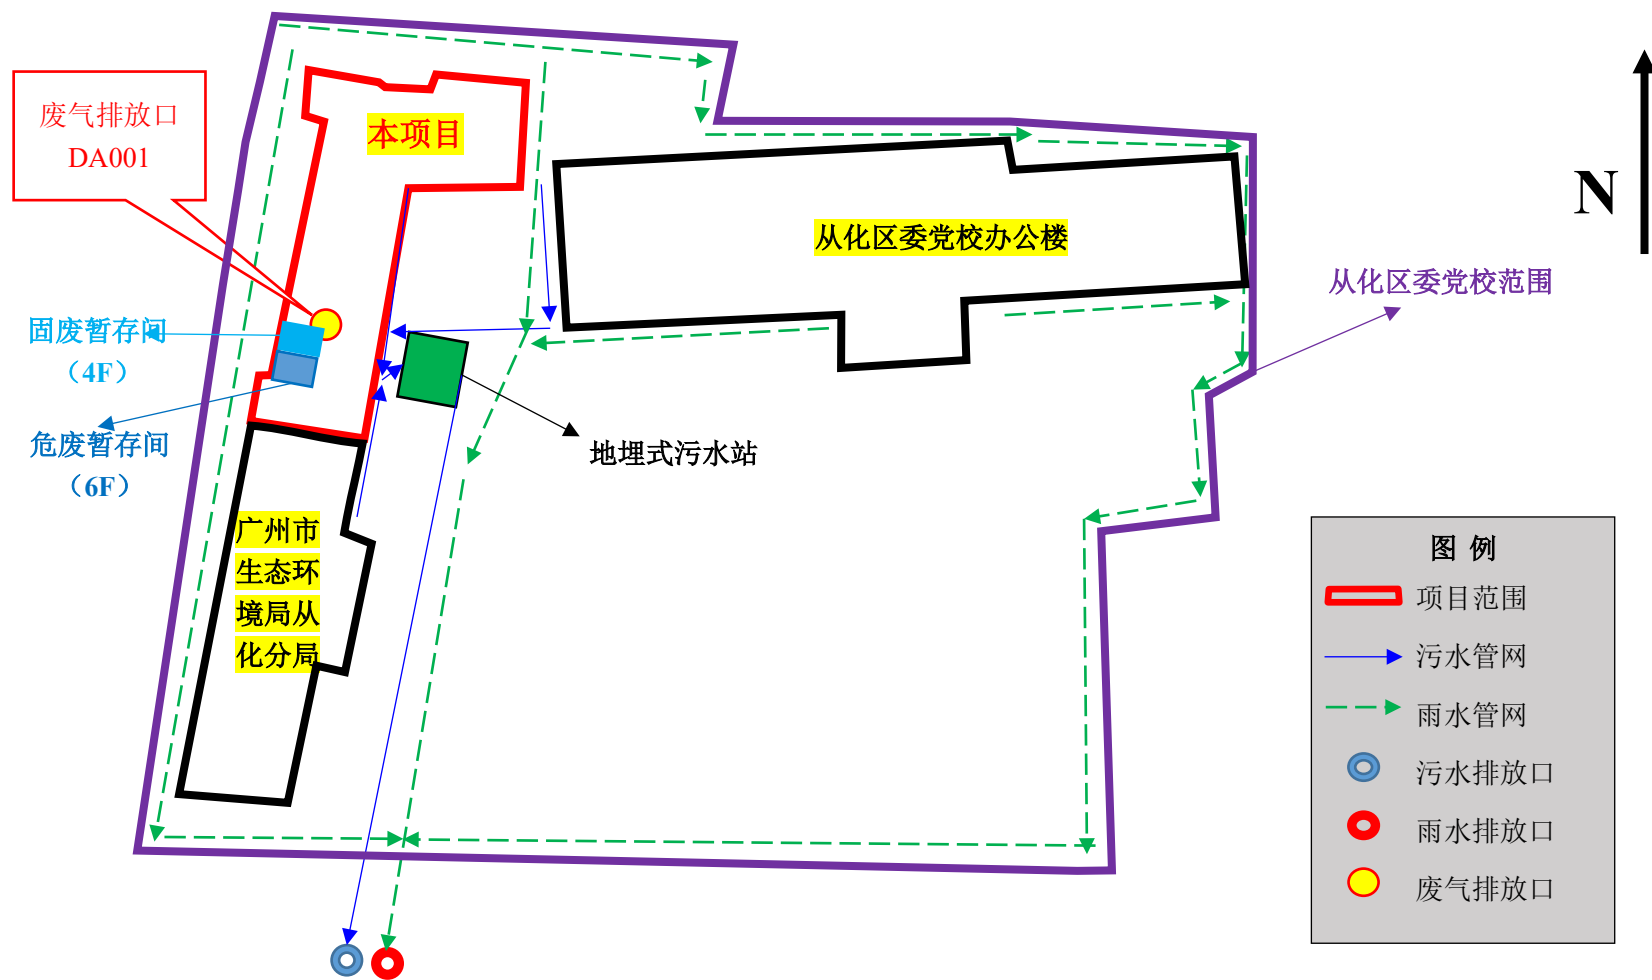 废气排放口
DA001
本项目
N
从化区委党校办公楼
从化区委党校范围
固废暂存间
（4F）
危废暂存间
（6F）
地埋式污水站
广州市
生态环
境局从
化分局
图 例
项目范围
污水管网
雨水管网
污水排放口
雨水排放口
废气排放口